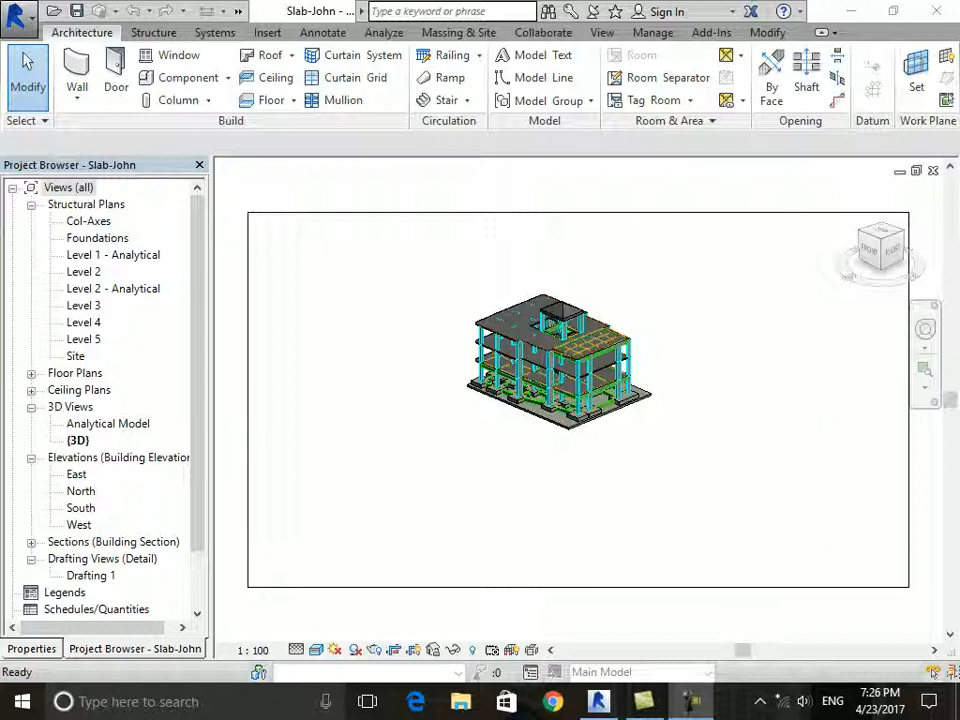 Slab-John - ...
Type a keyword or phrase
Sign In
Architecture Structure Systems Insert Annotate Analyze Massing & Site Collaborate View Manage Add-Ins Modify
Modify
Select
Wall
Door
Window
Component
Column
Roof
Ceiling
Floor
Curtain System
Curtain Grid
Mullion
Build
Railing
Ramp
Stair
Circulation
Model Text
Model Line
Model Group
Model
Room
Room Separator
Tag Room
Room & Area
By
Face
Shaft
Opening
Datum
Set
Work Plane
Project Browser - Slab-John
Views (all)
Structural Plans
Col-Axes
Foundations
Level 1 - Analytical
Level 2
Level 2 - Analytical
Level 3
Level 4
Level 5
Site
Floor Plans
Ceiling Plans
3D Views
Analytical Model
{3D}
Elevations (Building Elevation
East
North
South
West
Sections (Building Section)
Drafting Views (Detail)
Drafting 1
Legends
Schedules/Quantities
Properties
Project Browser - Slab-John
FRONT
1 : 100
Ready
:0
Main Model
Type here to search
ENG
7:26 PM
4/23/2017